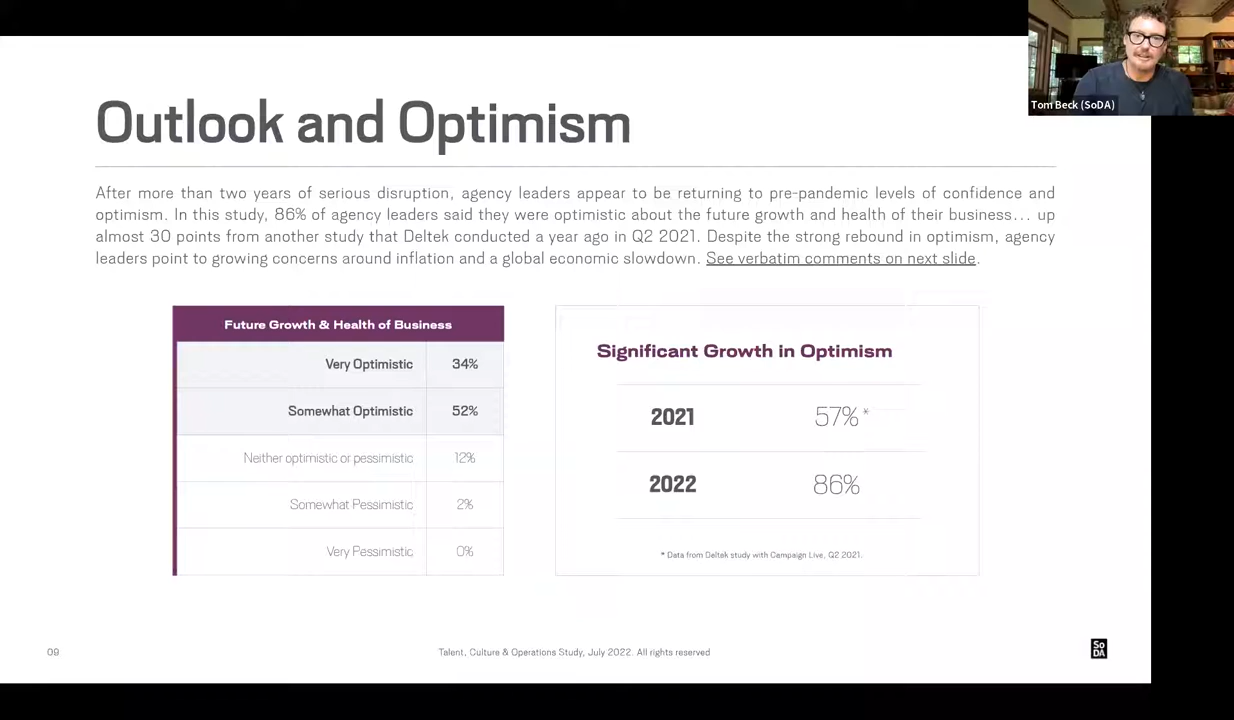 Tom Beck (SoDA)
Outlook and Optimism
After more than two years of serious disruption, agency leaders appear to be returning to pre-pandemic levels of confidence and
optimism. In this study, 86% of agency leaders said they were optimistic about the future growth and health of their business... up
almost 30 points from another study that Deltek conducted a year ago in Q2 2021. Despite the strong rebound in optimism, agency
leaders point to growing concerns around inflation and a global economic slowdown. See verbatim comments on next slide.
Future Growth & Health of Business
Very Optimistic 34%
Somewhat Optimistic 52%
Neither optimistic or pessimistic 12%
Somewhat Pessimistic 2%
Very Pessimistic 0%
Significant Growth in Optimism
2021 57%*
2022 86%
* Data from Deltek study with Campaign Live, Q2 2021.
09
Talent, Culture & Operations Study, July 2022. All rights reserved
So
DA